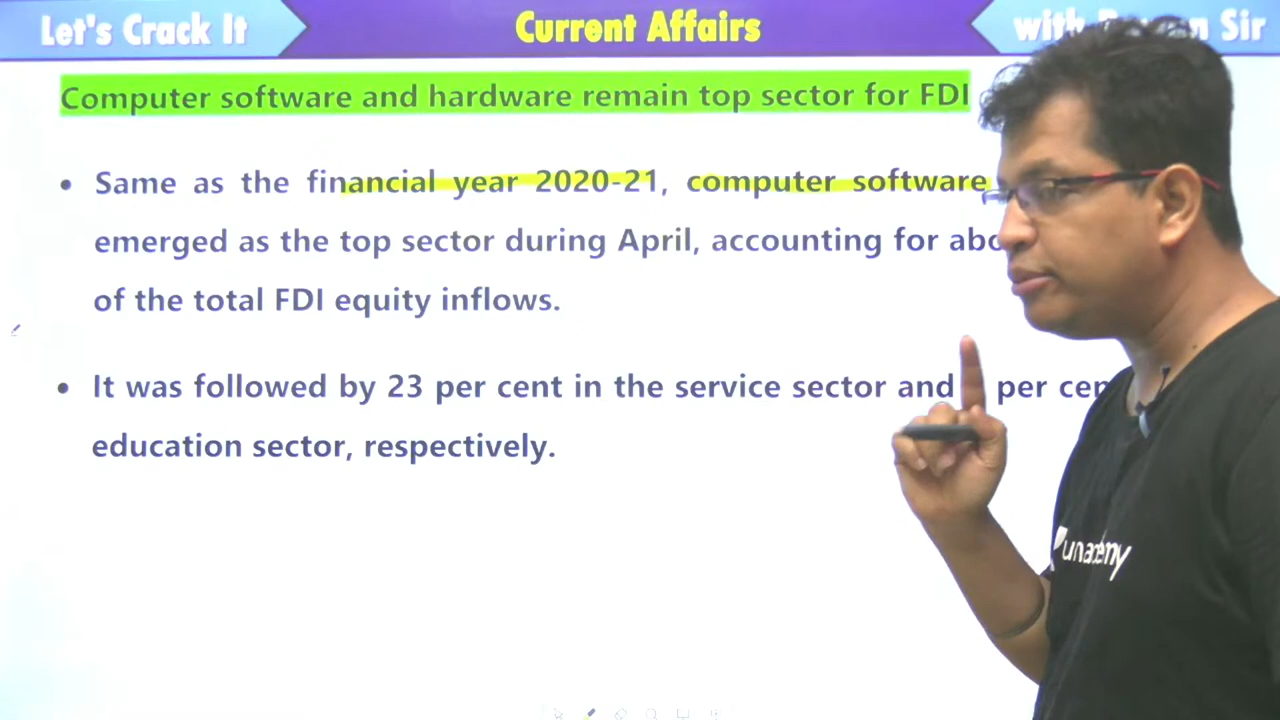 Let's Crack It
Current Affairs
with Sir
Computer software and hardware remain top sector for FDI
Same as the financial year 2020-21, computer software
emerged as the top sector during April, accounting for
of the total FDI equity inflows.
It was followed by 23 per cent in the service sector and per
education sector, respectively.
unacademy